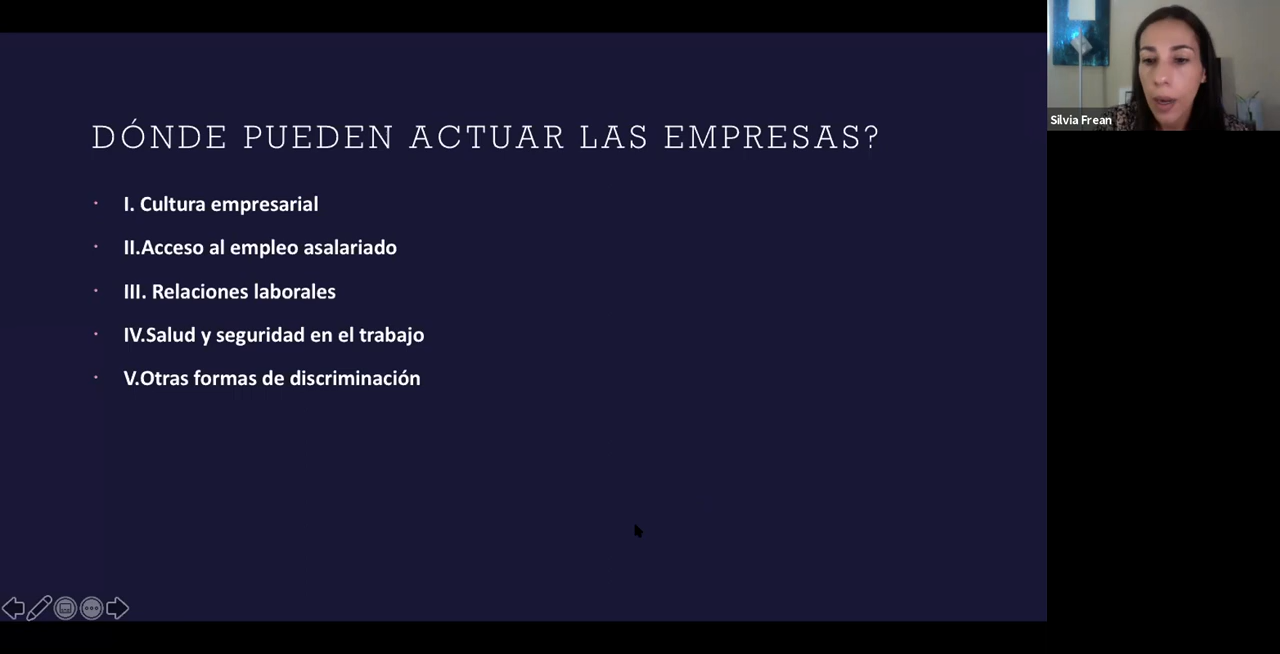 DÓNDE PUEDEN ACTUAR LAS EMPRESAS?
I. Cultura empresarial
II.Acceso al empleo asalariado
III. Relaciones laborales
IV.Salud y seguridad en el trabajo
V.Otras formas de discriminación
Silvia Frean